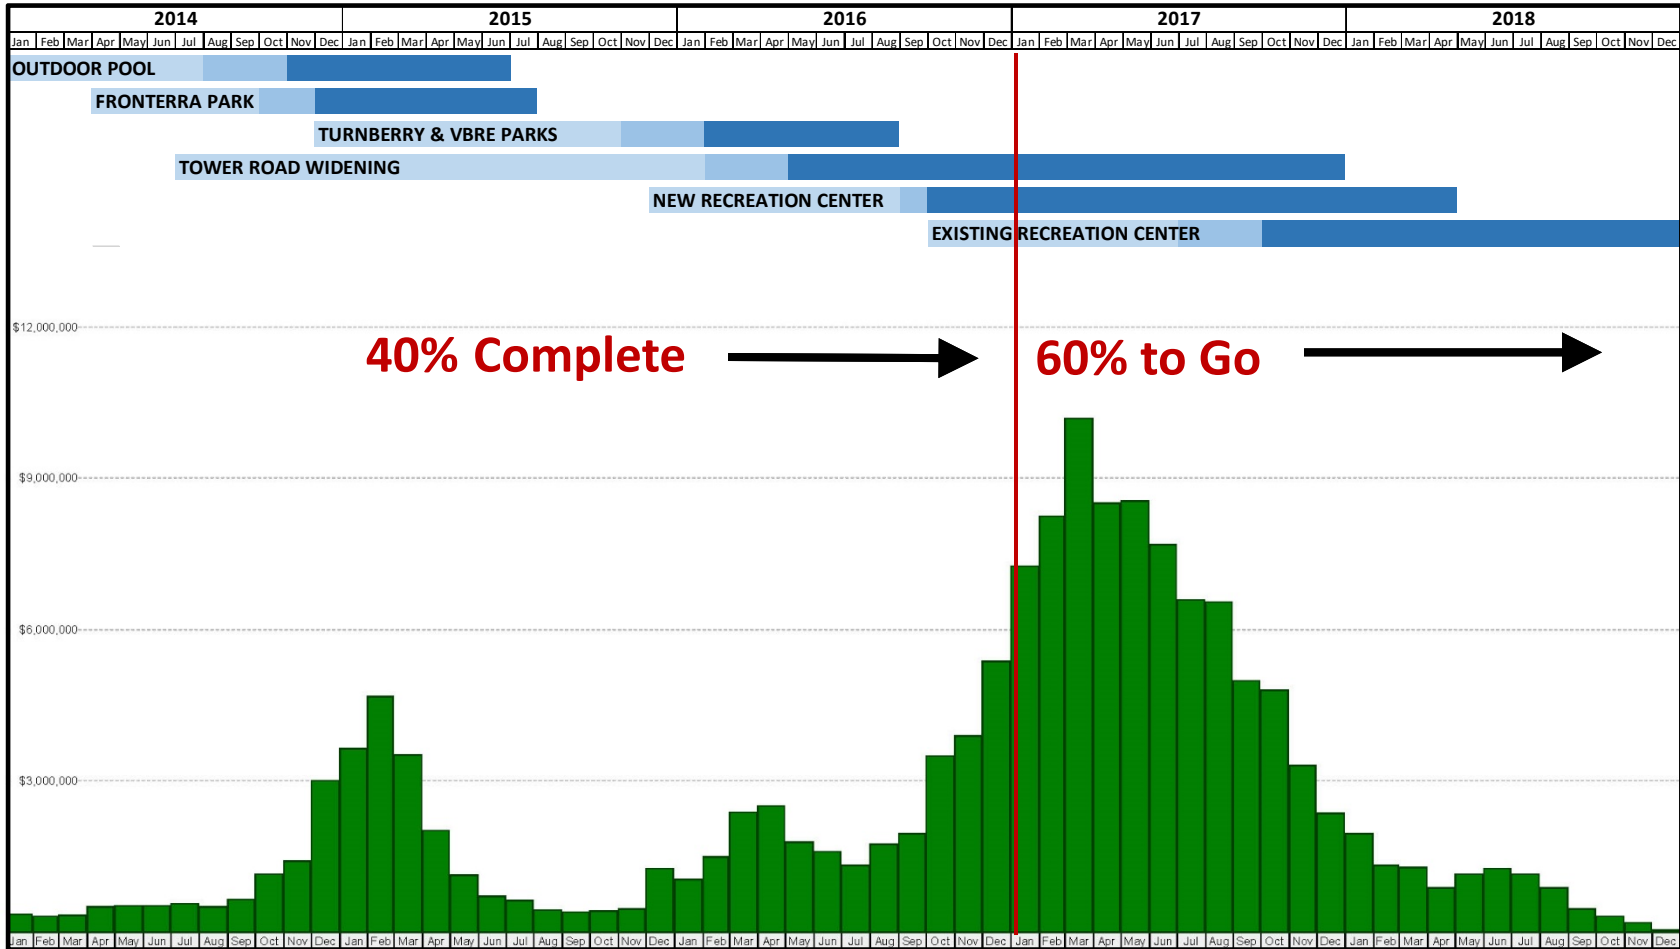 2014 2015 2016 2017 2018
Jan Feb Mar Apr May Jun Jul Aug Sep Oct Nov Dec Jan Feb Mar Apr May Jun Jul Aug Sep Oct Nov Dec Jan Feb Mar Apr May Jun Jul Aug Sep Oct Nov Dec Jan Feb Mar Apr May Jun Jul Aug Sep Oct Nov Dec Jan Feb Mar Apr May Jun Jul Aug Sep Oct Nov Dec
OUTDOOR POOL
FRONTERRA PARK
TURNBERRY & VBRE PARKS
TOWER ROAD WIDENING
NEW RECREATION CENTER
EXISTING RECREATION CENTER
$12,000,000
40% Complete 60% to Go
$9,000,000
$6,000,000
$3,000,000
Jan Feb Mar Apr May Jun Jul Aug Sep Oct Nov Dec Jan Feb Mar Apr May Jun Jul Aug Sep Oct Nov Dec Jan Feb Mar Apr May Jun Jul Aug Sep Oct Nov Dec Jan Feb Mar Apr May Jun Jul Aug Sep Oct Nov Dec Jan Feb Mar Apr May Jun Jul Aug Sep Oct Nov Dec